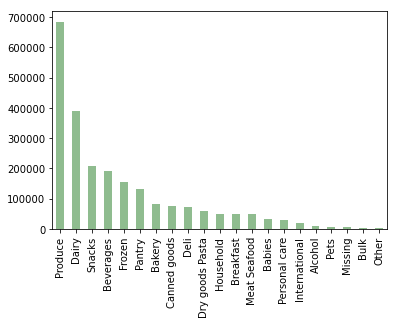 700000
600000
500000
400000
300000
200000
100000
0
Produce
Dairy
Snacks
Beverages
Frozen
Pantry
Bakery
Canned goods
Deli
Dry goods Pasta
Household
Breakfast
Meat Seafood
Babies
Personal care
International
Alcohol
Pets
Missing
Bulk
Other